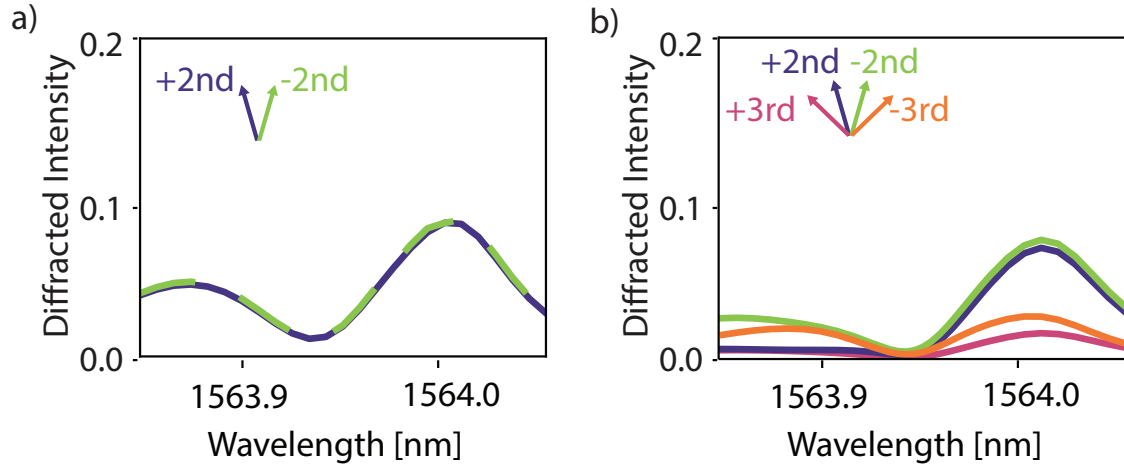 a)
0.2
+2nd -2nd
0.1
0.0
Diffracted Intensity
1563.9 1564.0
Wavelength [nm]
b)
0.2
+2nd -2nd
+3rd -3rd
0.1
0.0
Diffracted Intensity
1563.9 1564.0
Wavelength [nm]